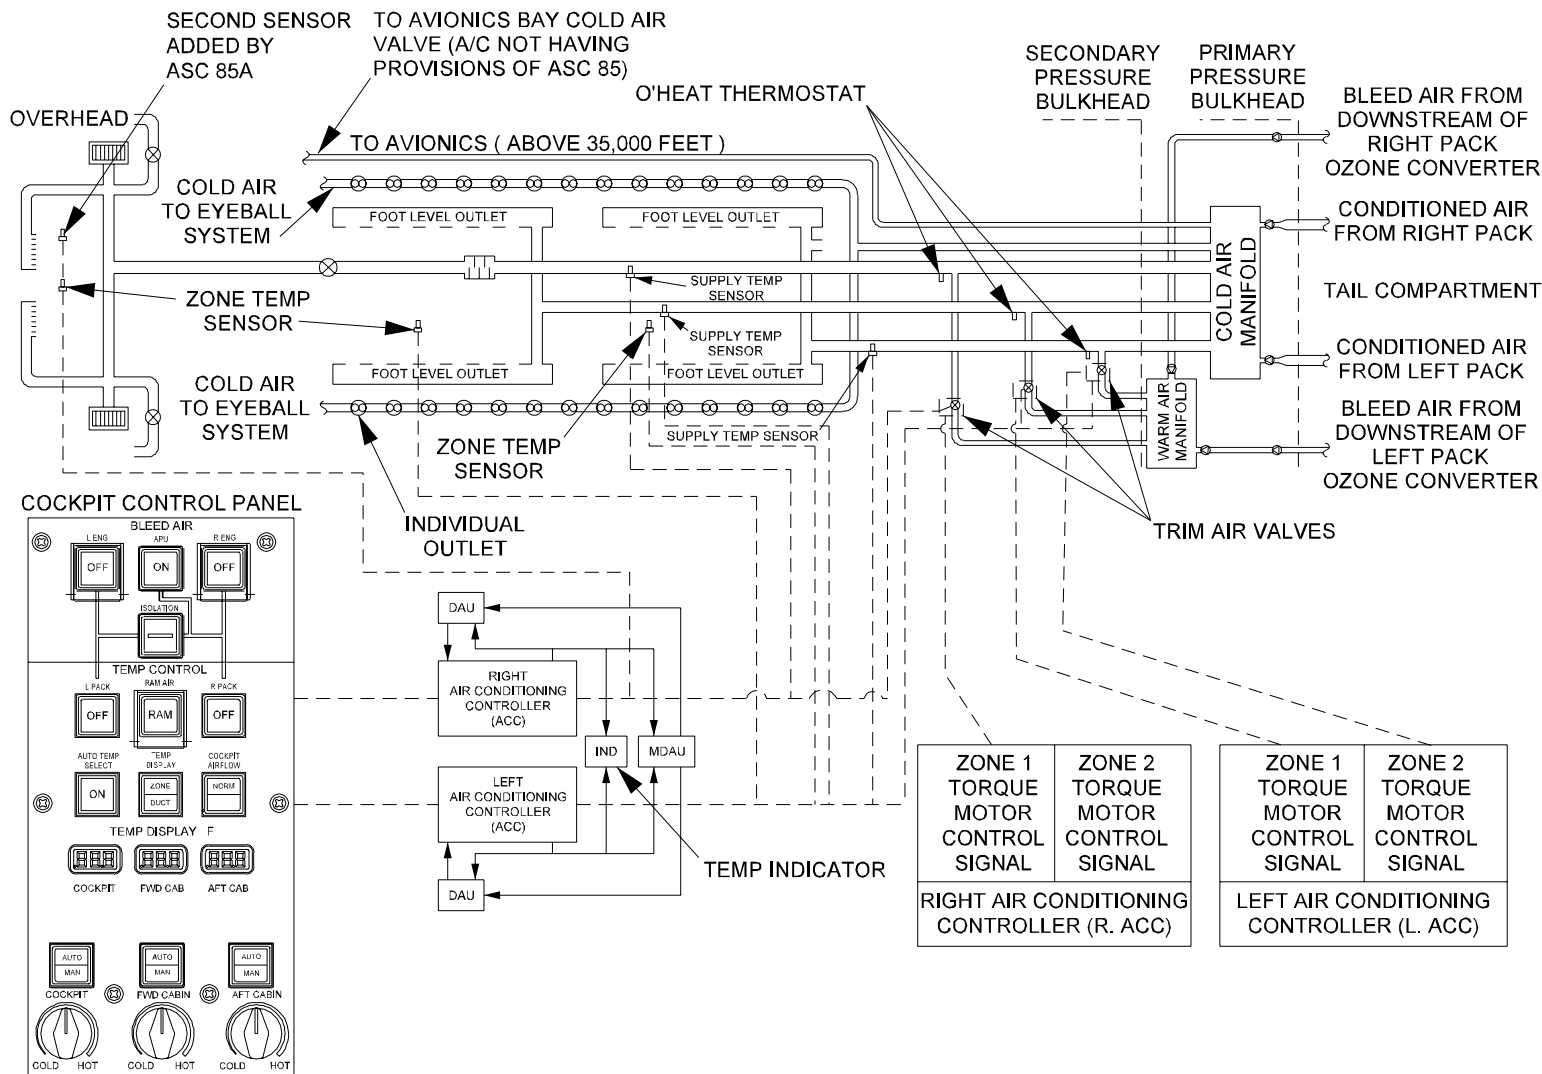 SECOND SENSOR
ADDED BY
ASC 85A
TO AVIONICS BAY COLD AIR
VALVE (A/C NOT HAVING
PROVISIONS OF ASC 85)
O'HEAT THERMOSTAT
SECONDARY
PRESSURE
BULKHEAD
PRIMARY
PRESSURE
BULKHEAD
BLEED AIR FROM
DOWNSTREAM OF
RIGHT PACK
OZONE CONVERTER
OVERHEAD
TO AVIONICS ( ABOVE 35,000 FEET )
COLD AIR
TO EYEBALL
SYSTEM
FOOT LEVEL OUTLET
FOOT LEVEL OUTLET
CONDITIONED AIR
FROM RIGHT PACK
COLD AIR
MANIFOLD
TAIL COMPARTMENT
ZONE TEMP
SENSOR
SUPPLY TEMP
SENSOR
SUPPLY TEMP
SENSOR
CONDITIONED AIR
FROM LEFT PACK
FOOT LEVEL OUTLET
FOOT LEVEL OUTLET
COLD AIR
TO EYEBALL
SYSTEM
ZONE TEMP
SENSOR
SUPPLY TEMP SENSOR
WARM AIR
MANIFOLD
BLEED AIR FROM
DOWNSTREAM OF
LEFT PACK
OZONE CONVERTER
INDIVIDUAL
OUTLET
TRIM AIR VALVES
COCKPIT CONTROL PANEL
BLEED AIR
L ENG
APU
R ENG
OFF
ON
OFF
ISOLATION
TEMP CONTROL
L PACK
RAM AIR
R PACK
OFF
RAM
OFF
AUTO TEMP
SELECT
TEMP
DISPLAY
COCKPIT
AIRFLOW
ON
ZONE
DUCT
NORM
TEMP DISPLAY F
888
888
888
COCKPIT
FWD CAB
AFT CAB
AUTO
MAN
AUTO
MAN
AUTO
MAN
COCKPIT
FWD CABIN
AFT CABIN
COLD
HOT
COLD
HOT
COLD
HOT
DAU
RIGHT
AIR CONDITIONING
CONTROLLER
(ACC)
IND
MDAU
LEFT
AIR CONDITIONING
CONTROLLER
(ACC)
DAU
TEMP INDICATOR
ZONE 1
TORQUE
MOTOR
CONTROL
SIGNAL
ZONE 2
TORQUE
MOTOR
CONTROL
SIGNAL
RIGHT AIR CONDITIONING
CONTROLLER (R. ACC)
ZONE 1
TORQUE
MOTOR
CONTROL
SIGNAL
ZONE 2
TORQUE
MOTOR
CONTROL
SIGNAL
LEFT AIR CONDITIONING
CONTROLLER (L. ACC)